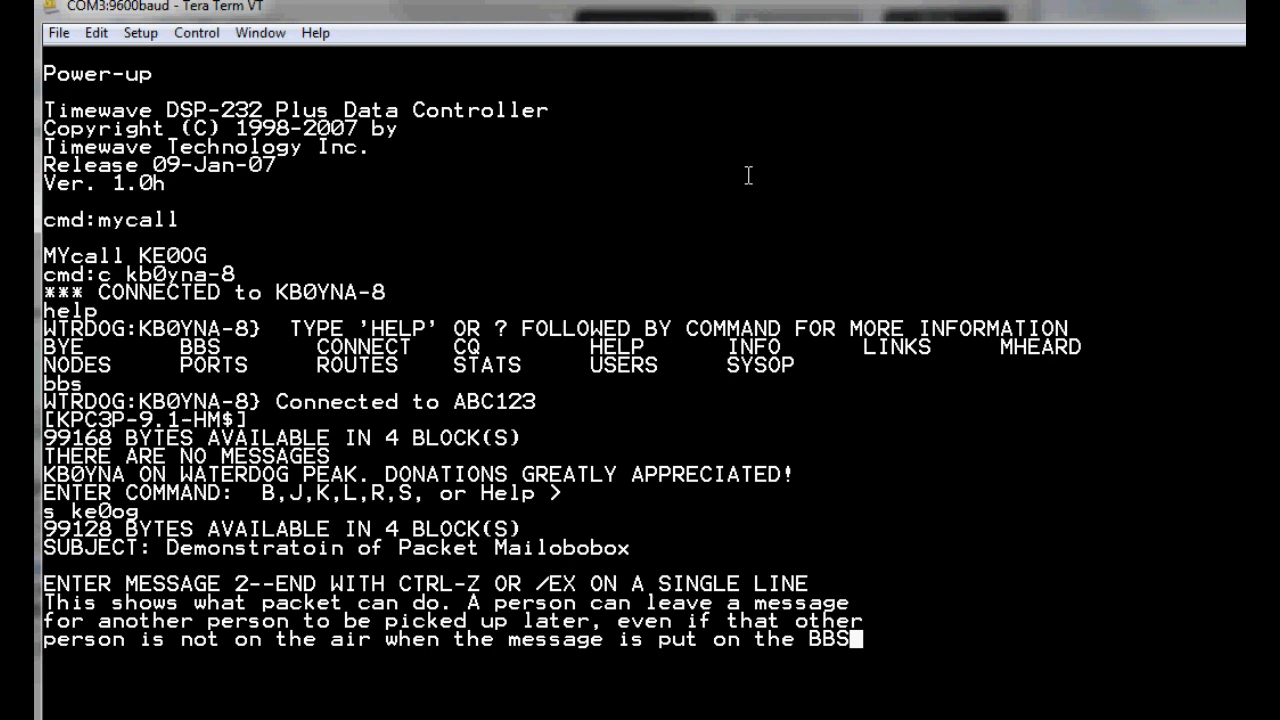 COM3:9600baud - Tera Term VT
File Edit Setup Control Window Help
Power-up
Timewave DSP-232 Plus Data Controller
Copyright (C) 1998-2007 by
Timewave Technology Inc.
Release 09-Jan-07
Ver. 1.0h
cmd:mycall
MYcall KE0OG
cmd:c kb0yna-8
*** CONNECTED to KB0YNA-8
help
WTRDOG:KB0YNA-8}  TYPE 'HELP' OR ? FOLLOWED BY COMMAND FOR MORE INFORMATION
BYE       BBS       CONNECT   CQ        HELP      INFO      LINKS     MHEARD
NODES     PORTS     ROUTES    STATS     USERS     SYSOP
bbs
WTRDOG:KB0YNA-8} Connected to ABC123
[KPC3P-9.1-HM$]
99168 BYTES AVAILABLE IN 4 BLOCK(S)
THERE ARE NO MESSAGES
KB0YNA ON WATERDOG PEAK. DONATIONS GREATLY APPRECIATED!
ENTER COMMAND:  B,J,K,L,R,S, or Help >
s ke0og
99128 BYTES AVAILABLE IN 4 BLOCK(S)
SUBJECT: Demonstratoin of Packet Mailobobox
ENTER MESSAGE 2--END WITH CTRL-Z OR /EX ON A SINGLE LINE
This shows what packet can do. A person can leave a message
for another person to be picked up later, even if that other
person is not on the air when the message is put on the BBS